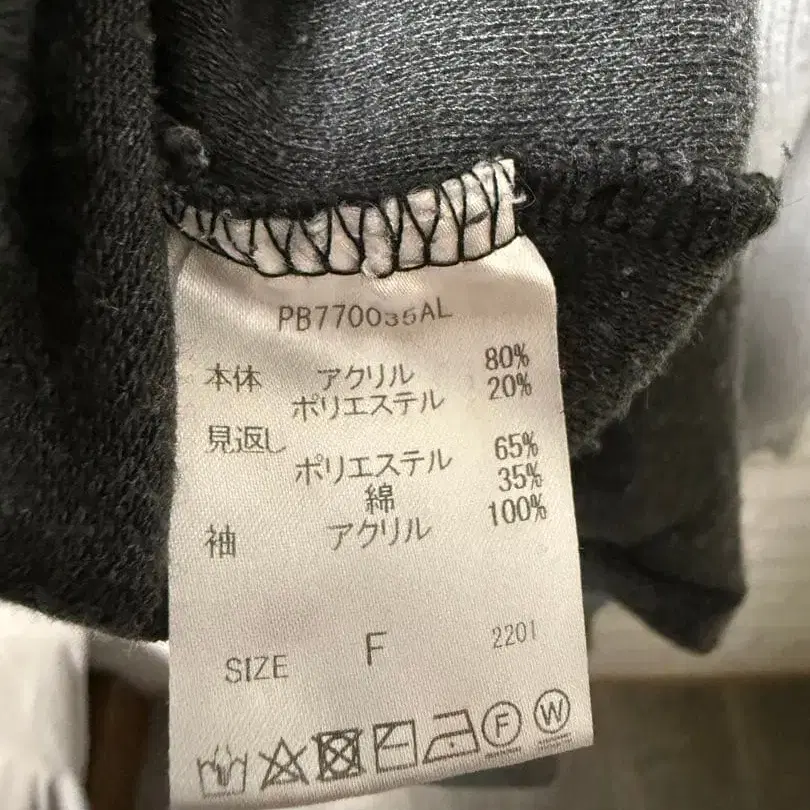 PB770035AL
本体 アクリル 80%
ポリエステル 20%
見返し
ポリエステル 65%
綿 35%
袖 アクリル 100%
SIZE F 2201
F W